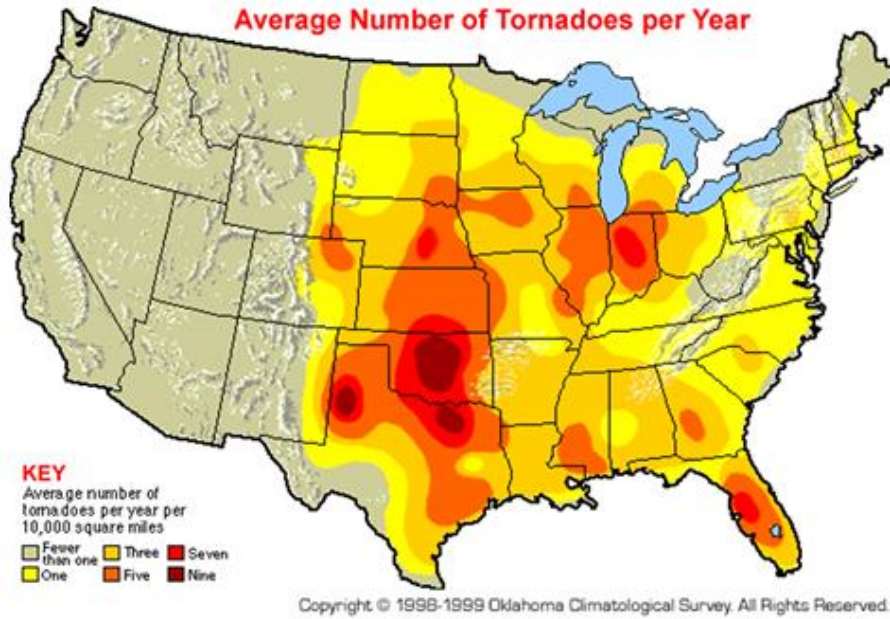 Average Number of Tornadoes per Year
KEY
Average number of
tornadoes per year per
10,000 square miles
Fewer
than one
Three
Seven
One
Five
Nine
Copyright © 1998-1999 Oklahoma Climatological Survey. All Rights Reserved.